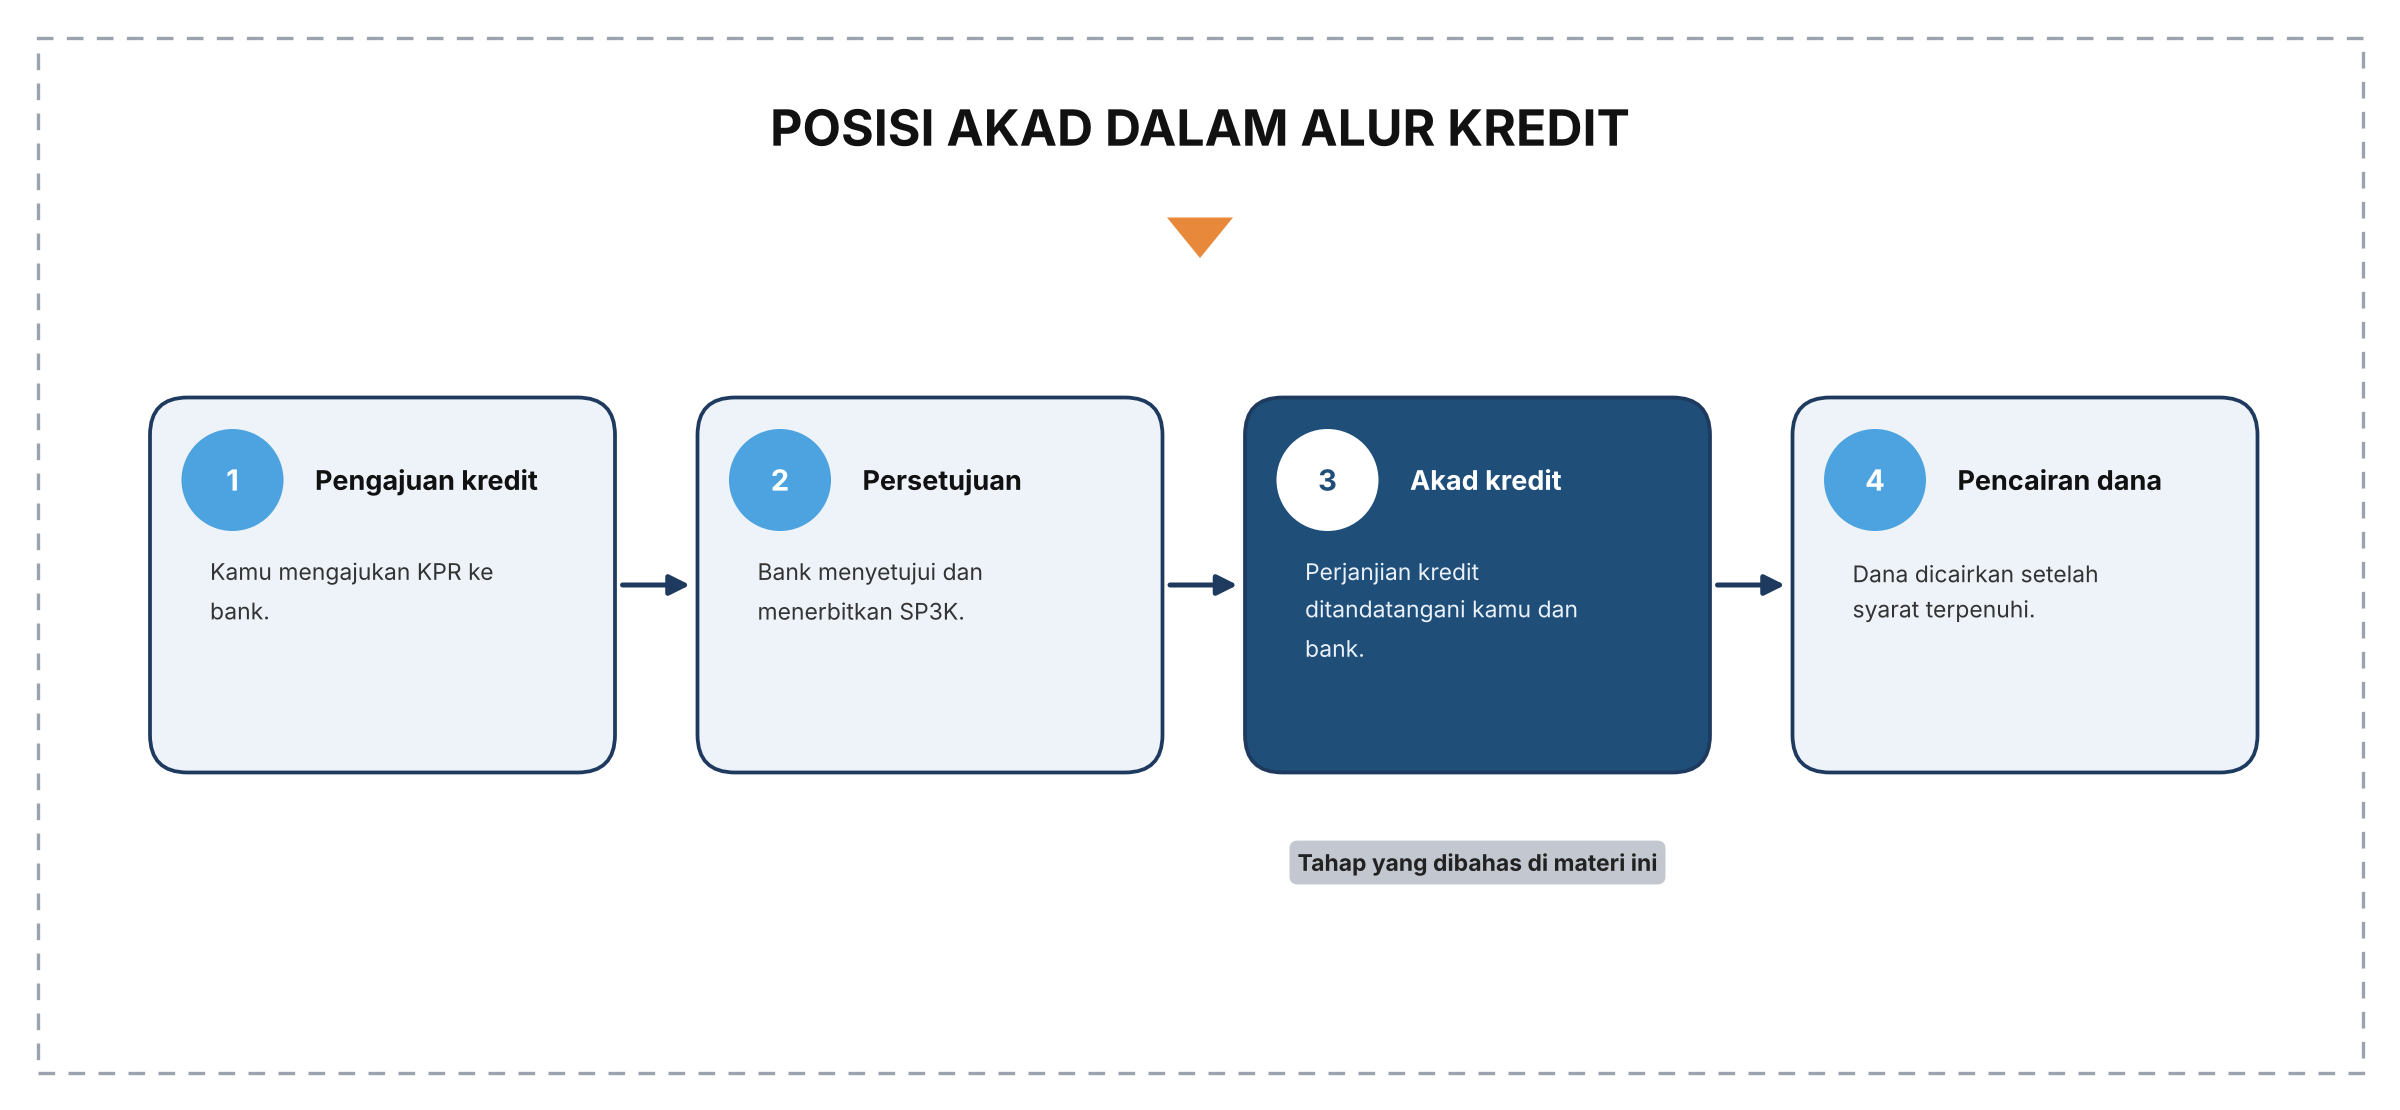 POSISI AKAD DALAM ALUR KREDIT
1
Pengajuan kredit
Kamu mengajukan KPR ke
bank.
2
Persetujuan
Bank menyetujui dan
menerbitkan SP3K.
3
Akad kredit
Perjanjian kredit
ditandatangani kamu dan
bank.
4
Pencairan dana
Dana dicairkan setelah
syarat terpenuhi.
Tahap yang dibahas di materi ini